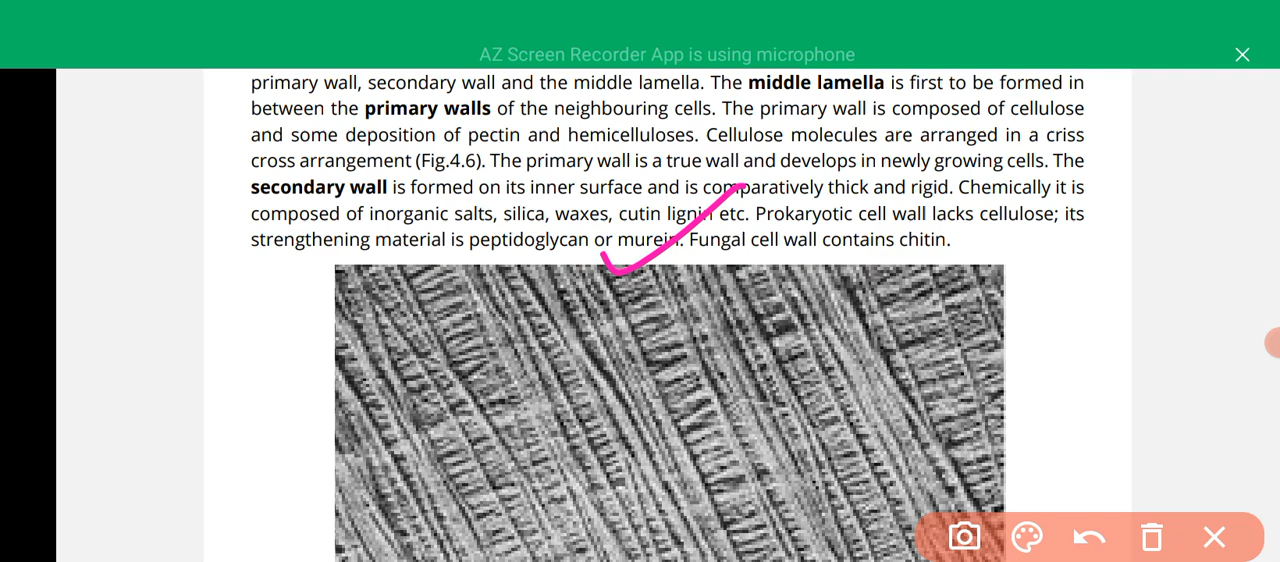 AZ Screen Recorder App is using microphone
primary wall, secondary wall and the middle lamella. The middle lamella is first to be formed in
between the primary walls of the neighbouring cells. The primary wall is composed of cellulose
and some deposition of pectin and hemicelluloses. Cellulose molecules are arranged in a criss
cross arrangement (Fig.4.6). The primary wall is a true wall and develops in newly growing cells. The
secondary wall is formed on its inner surface and is comparatively thick and rigid. Chemically it is
composed of inorganic salts, silica, waxes, cutin lignin etc. Prokaryotic cell wall lacks cellulose; its
strengthening material is peptidoglycan or murein. Fungal cell wall contains chitin.